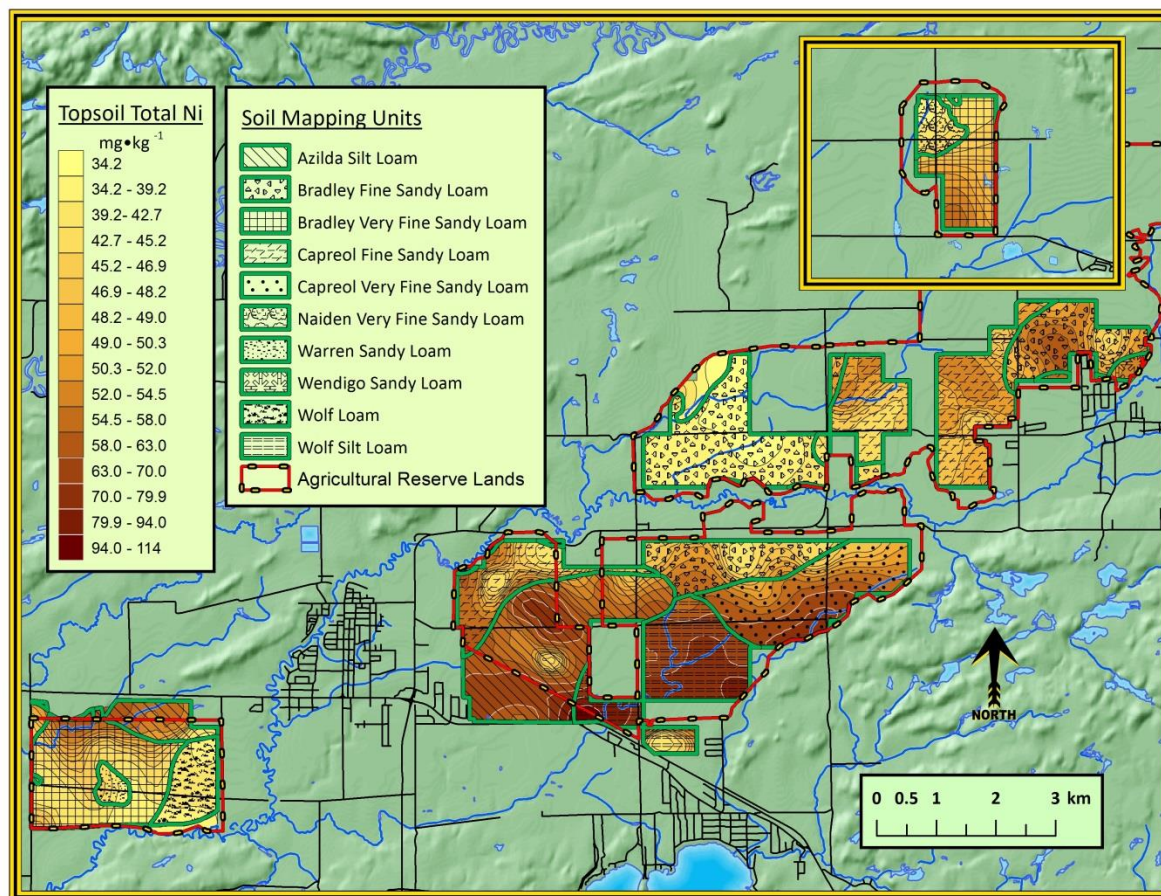 Topsoil Total Ni
mg•kg -1
34.2
34.2 - 39.2
39.2- 42.7
42.7 - 45.2
45.2 - 46.9
46.9 - 48.2
48.2 - 49.0
49.0 - 50.3
50.3 - 52.0
52.0 - 54.5
54.5 - 58.0
58.0 - 63.0
63.0 - 70.0
70.0 - 79.9
79.9 - 94.0
94.0 - 114
Soil Mapping Units
Azilda Silt Loam
Bradley Fine Sandy Loam
Bradley Very Fine Sandy Loam
Capreol Fine Sandy Loam
Capreol Very Fine Sandy Loam
Naiden Very Fine Sandy Loam
Warren Sandy Loam
Wendigo Sandy Loam
Wolf Loam
Wolf Silt Loam
Agricultural Reserve Lands
NORTH
0 0.5 1 2 3 km